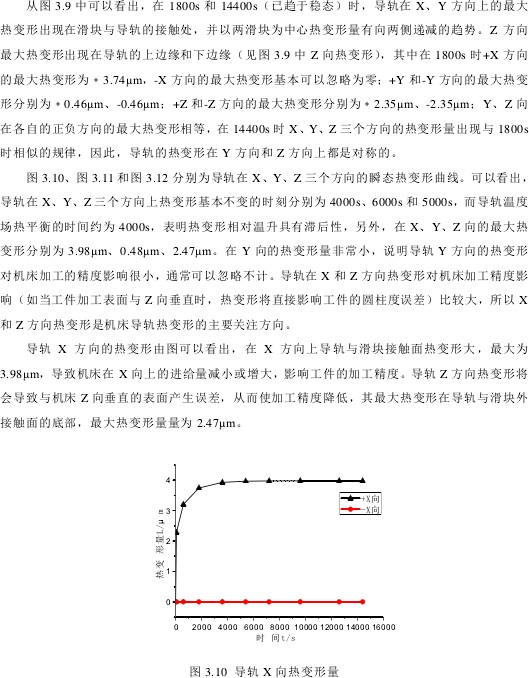 从图 3.9 中可以看出，在 1800s 和 14400s（已趋于稳态）时，导轨在 X、Y 方向上的最大
热变形出现在滑块与导轨的接触处，并以两滑块为中心热变形量有向两侧递减的趋势。Z 方向
最大热变形出现在导轨的上边缘和下边缘（见图 3.9 中 Z 向热变形），其中在 1800s 时+X 方向
的最大热变形为﹢3.74μm，-X 方向的最大热变形基本可以忽略为零；+Y 和-Y 方向的最大热变
形分别为﹢0.46μm、-0.46μm；+Z 和-Z 方向的最大热变形分别为﹢2.35μm、-2.35μm；Y、Z 向
在各自的正负方向的最大热变形相等，在 14400s 时 X、Y、Z 三个方向的热变形量出现与 1800s
时相似的规律，因此，导轨的热变形在 Y 方向和 Z 方向上都是对称的。
图 3.10、图 3.11 和图 3.12 分别为导轨在 X、Y、Z 三个方向的瞬态热变形曲线。可以看出，
导轨在 X、Y、Z 三个方向上热变形基本不变的时刻分别为 4000s、6000s 和 5000s，而导轨温度
场热平衡的时间约为 4000s，表明热变形相对温升具有滞后性，另外，在 X、Y、Z 向的最大热
变形分别为 3.98μm、0.48μm、2.47μm。在 Y 向的热变形量非常小，说明导轨 Y 方向的热变形
对机床加工的精度影响很小，通常可以忽略不计。导轨在 X 和 Z 方向热变形对机床加工精度影
响（如当工件加工表面与 Z 向垂直时，热变形将直接影响工件的圆柱度误差）比较大，所以 X
和 Z 方向热变形是机床导轨热变形的主要关注方向。
导轨 X 方向的热变形由图可以看出，在 X 方向上导轨与滑块接触面热变形大，最大为
3.98μm，导致机床在 X 向上的进给量减小或增大，影响工件的加工精度。导轨 Z 方向热变形将
会导致与机床 Z 向垂直的表面产生误差，从而使加工精度降低，其最大热变形在导轨与滑块外
接触面的底部，最大热变形量量为 2.47μm。
4
3
2
1
0
热变 形量L/μm
+X向
-X向
0 2000 4000 6000 8000 10000 12000 14000 16000
时 间t/s
图 3.10 导轨 X 向热变形量